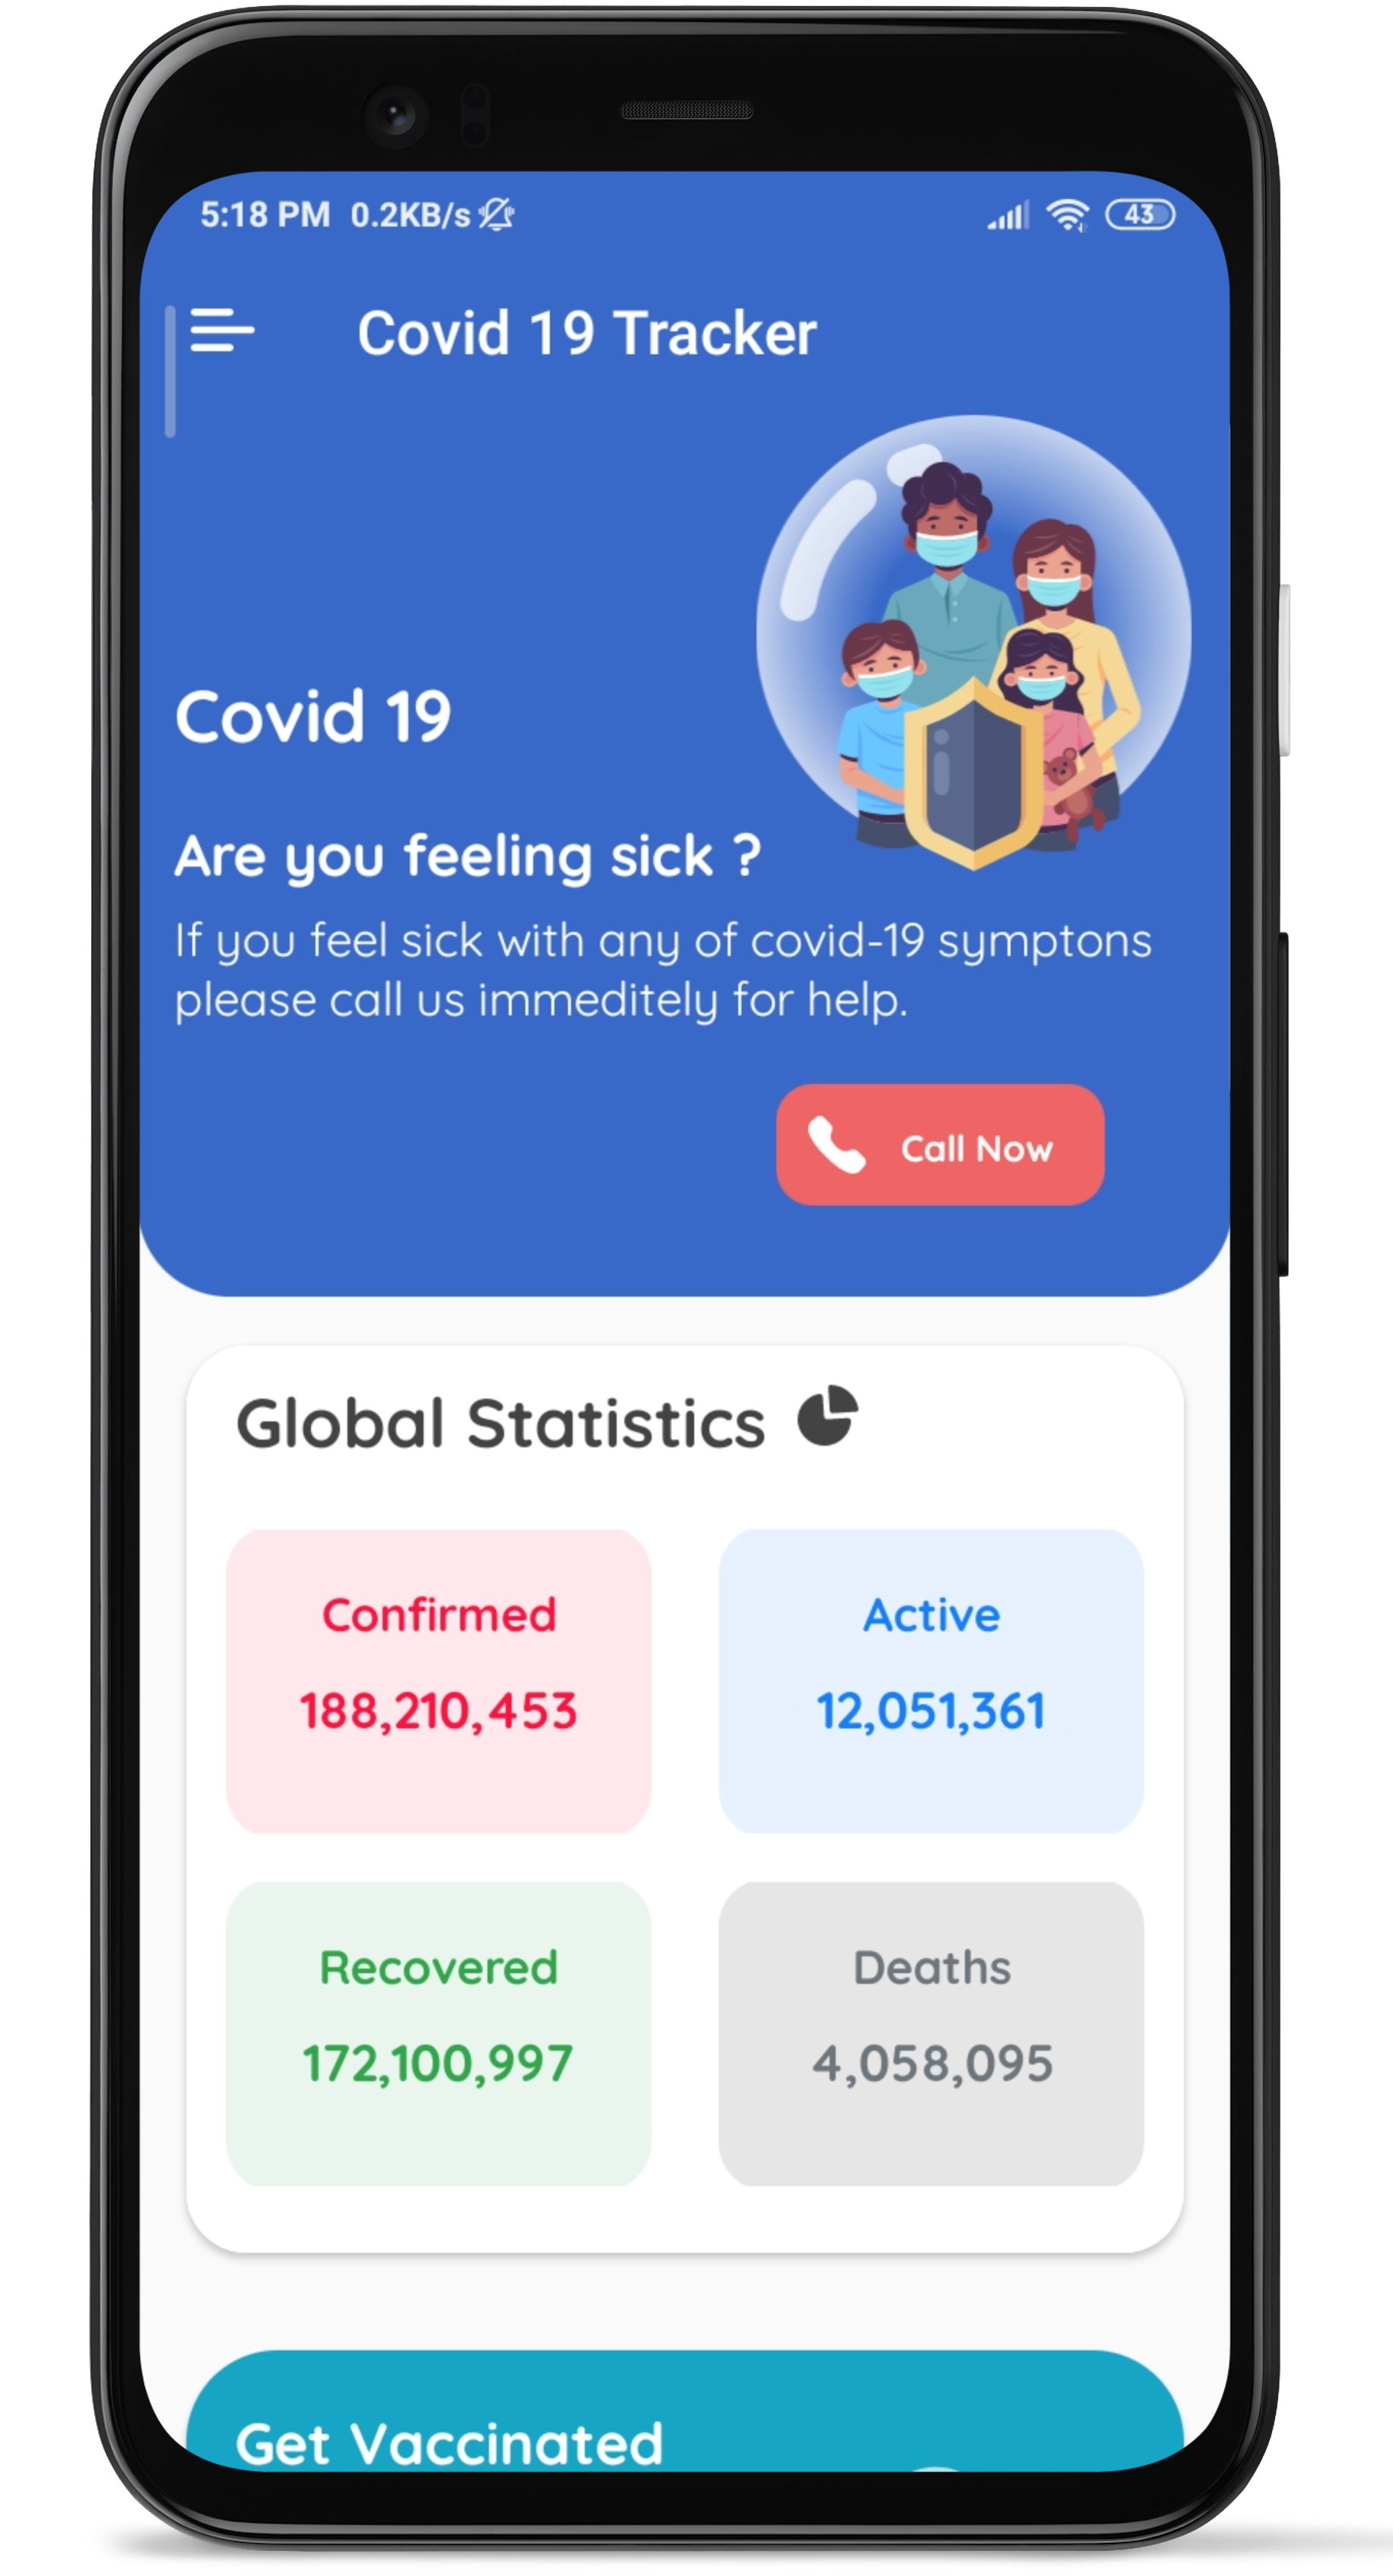 5:18 PM 0.2KB/s 43
Covid 19 Tracker
Covid 19
Are you feeling sick ?
If you feel sick with any of covid-19 symptons
please call us immeditely for help.
Call Now
Global Statistics
Confirmed
188,210,453
Active
12,051,361
Recovered
172,100,997
Deaths
4,058,095
Get Vaccinated